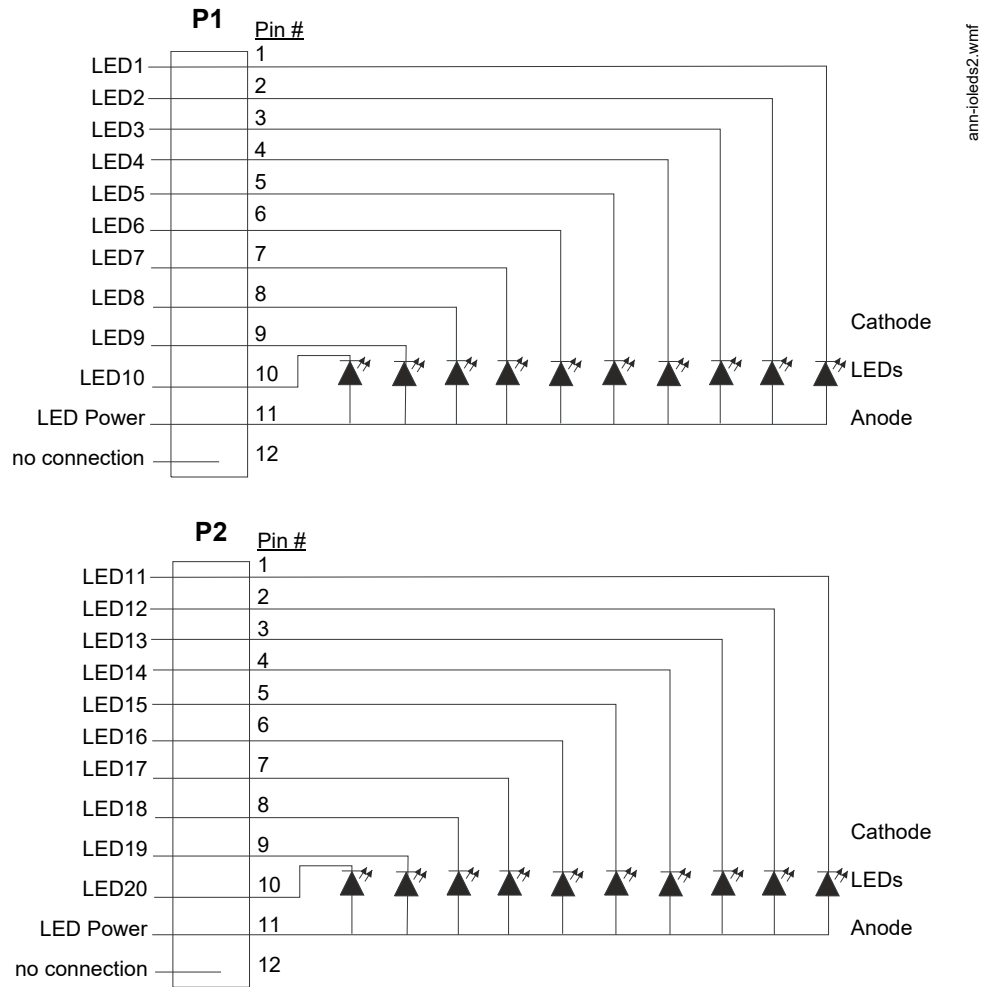 P1
Pin #
LED1 1
LED2 2
LED3 3
LED4 4
LED5 5
LED6 6
LED7 7
LED8 8
LED9 9
LED10 10
LED Power 11
no connection 12
Cathode
LEDs
Anode
ann-ioleds2.wmf
P2
Pin #
LED11 1
LED12 2
LED13 3
LED14 4
LED15 5
LED16 6
LED17 7
LED18 8
LED19 9
LED20 10
LED Power 11
no connection 12
Cathode
LEDs
Anode